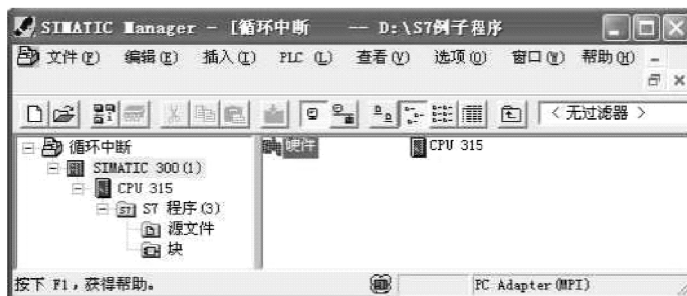 SIMATIC Manager - [循环中断 -- D:\S7例子程序
文件(F) 编辑(E) 插入(I) PLC (L) 查看(V) 选项(O) 窗口(W) 帮助(H)
< 无过滤器 >
循环中断
SIMATIC 300(1)
CPU 315
S7 程序(3)
源文件
块
硬件 CPU 315
按下 F1，获得帮助。 PC Adapter(MPI)